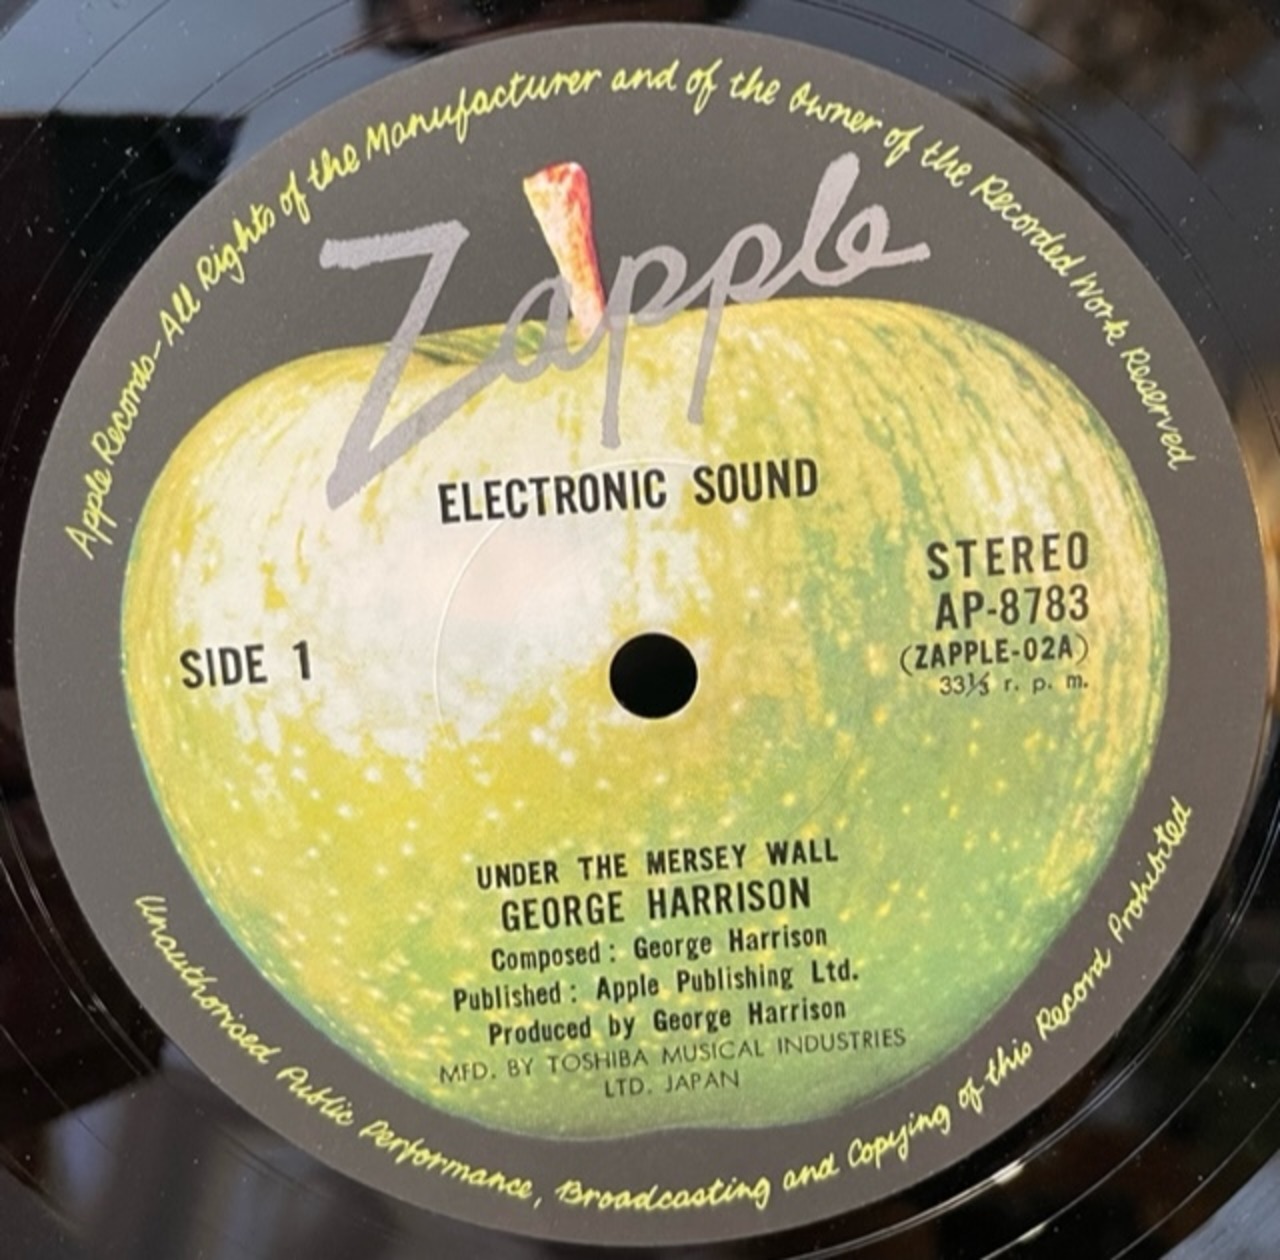 Apple Records-All Rights of the Manufacturer and of the Owner of the Recorded Work Reserved
Zapple
ELECTRONIC SOUND
STEREO
AP-8783
(ZAPPLE-02A)
33⅓ r. p. m.
SIDE 1
UNDER THE MERSEY WALL
GEORGE HARRISON
Composed : George Harrison
Published : Apple Publishing Ltd.
Produced by George Harrison
MFD. BY TOSHIBA MUSICAL INDUSTRIES
LTD. JAPAN
Unauthorised Public Performance, Broadcasting and Copying of this Record Prohibited